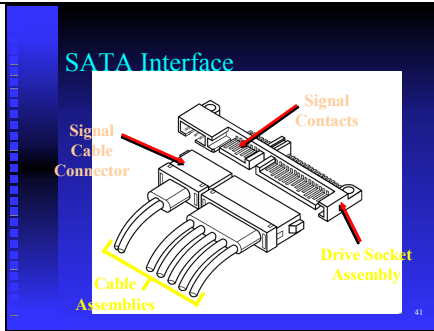 SATA Interface
Signal
Contacts
Signal
Cable
Connector
Drive Socket
Assembly
Cable
Assemblies
41